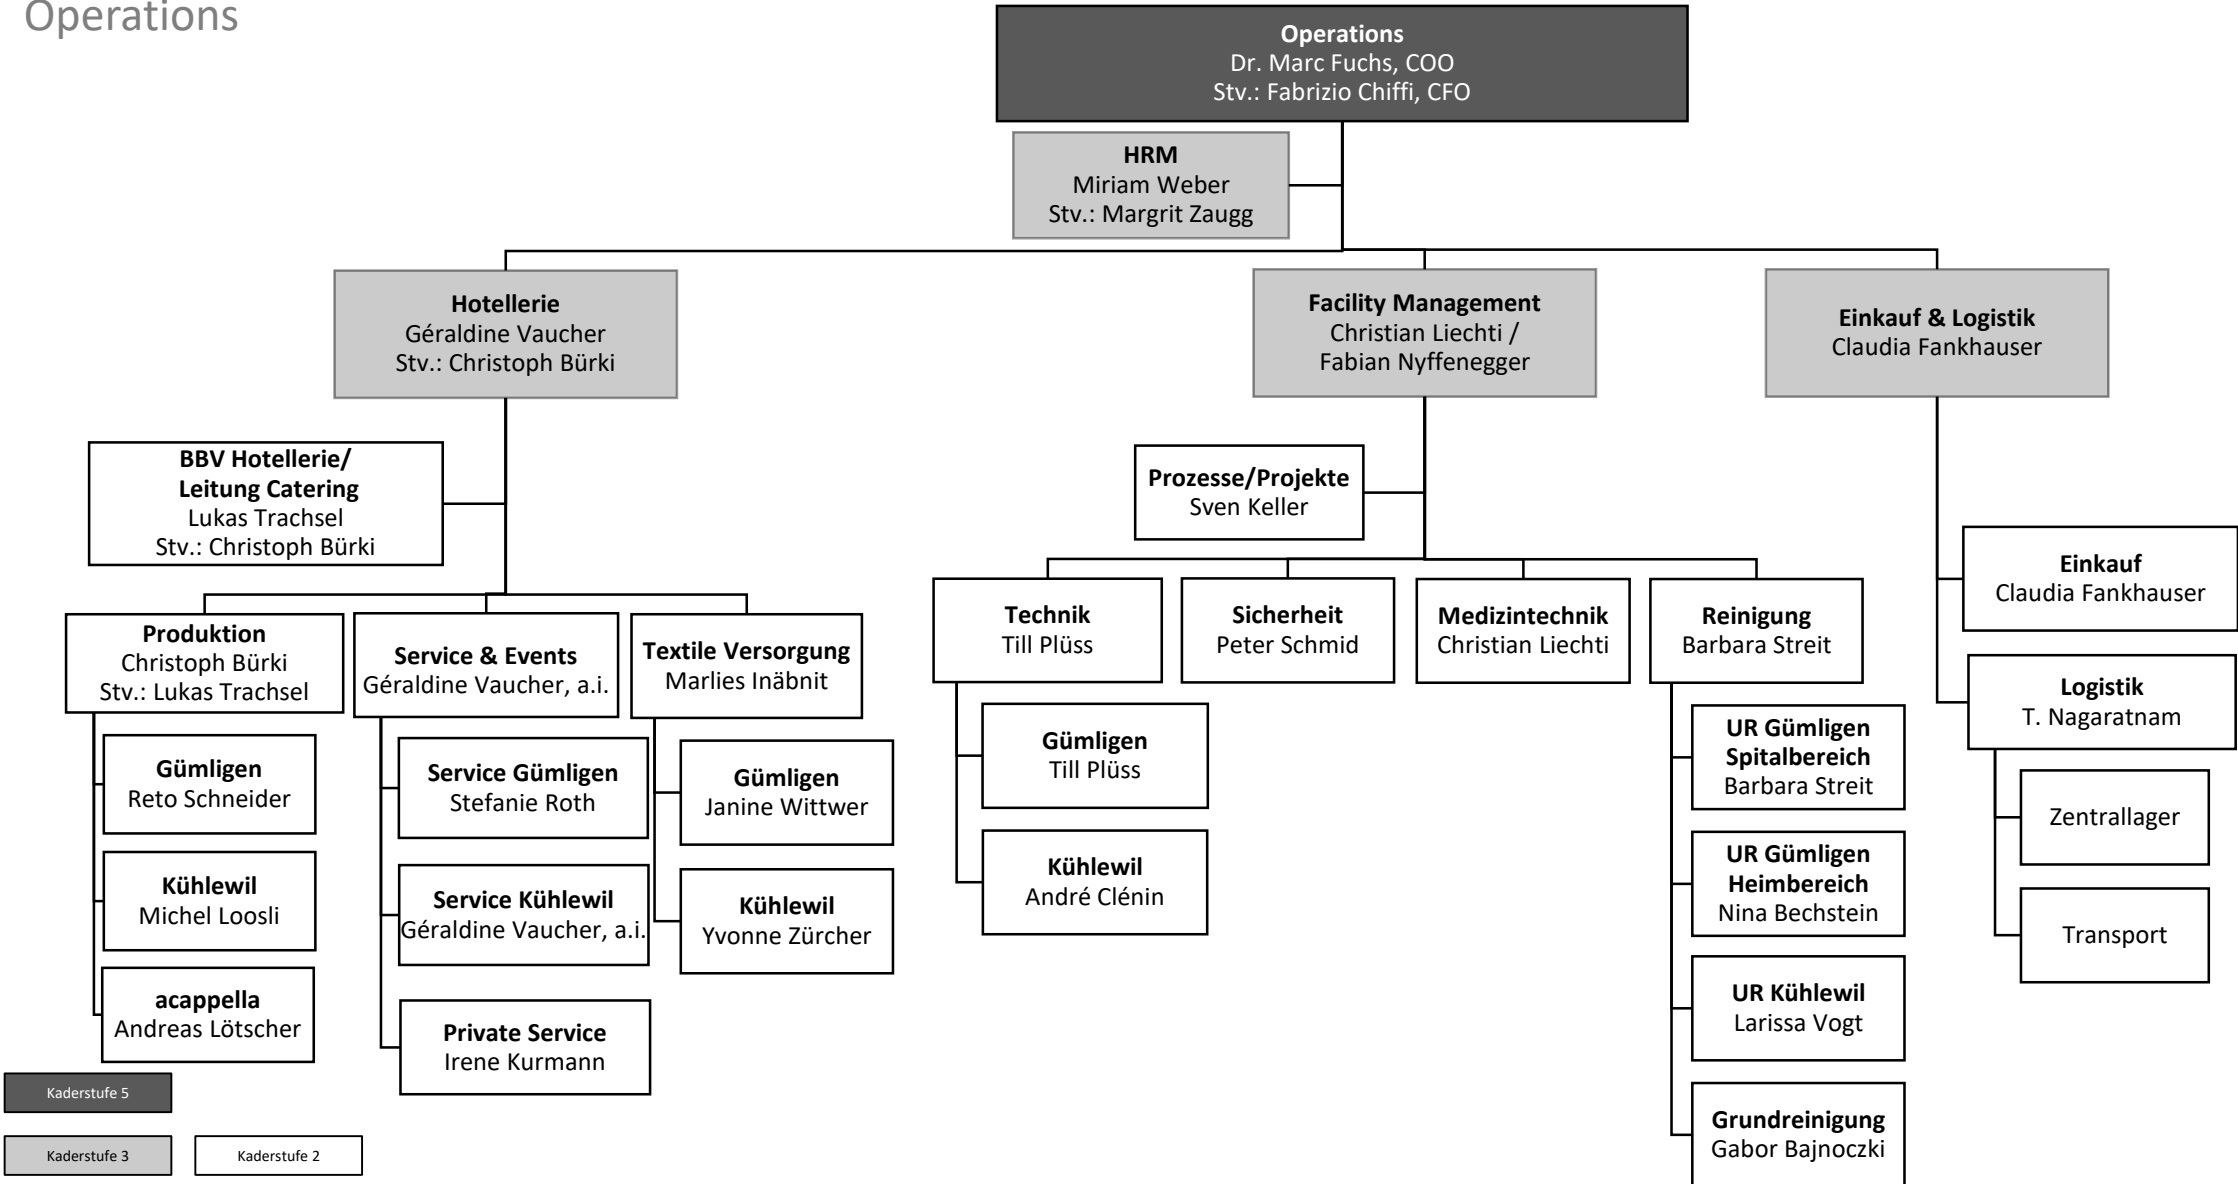 Operations
Operations
Dr. Marc Fuchs, COO
Stv.: Fabrizio Chiffi, CFO
HRM
Miriam Weber
Stv.: Margrit Zaugg
Hotellerie
Géraldine Vaucher
Stv.: Christoph Bürki
Facility Management
Christian Liechti /
Fabian Nyffenegger
Einkauf & Logistik
Claudia Fankhauser
BBV Hotellerie/
Leitung Catering
Lukas Trachsel
Stv.: Christoph Bürki
Prozesse/Projekte
Sven Keller
Produktion
Christoph Bürki
Stv.: Lukas Trachsel
Gümligen
Reto Schneider
Kühlewil
Michel Loosli
acappella
Andreas Lötscher
Service & Events
Géraldine Vaucher, a.i.
Service Gümligen
Stefanie Roth
Service Kühlewil
Géraldine Vaucher, a.i.
Private Service
Irene Kurmann
Textile Versorgung
Marlies Inäbnit
Gümligen
Janine Wittwer
Kühlewil
Yvonne Zürcher
Technik
Till Plüss
Gümligen
Till Plüss
Kühlewil
André Clénin
Sicherheit
Peter Schmid
Medizintechnik
Christian Liechti
Reinigung
Barbara Streit
UR Gümligen
Spitalbereich
Barbara Streit
UR Gümligen
Heimbereich
Nina Bechstein
UR Kühlewil
Larissa Vogt
Grundreinigung
Gabor Bajnoczki
Einkauf
Claudia Fankhauser
Logistik
T. Nagaratnam
Zentrallager
Transport
Kaderstufe 5
Kaderstufe 3
Kaderstufe 2